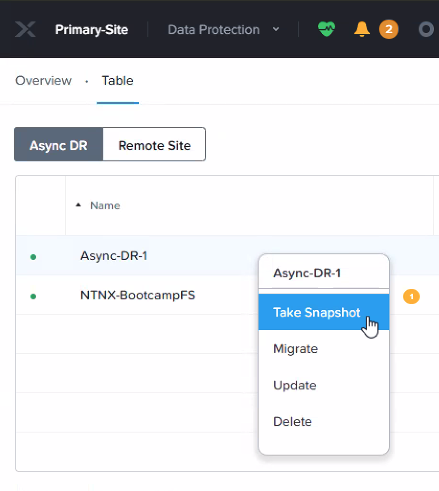 Primary-Site Data Protection 2
Overview · Table
Async DR Remote Site
Name
Async-DR-1
NTNX-BootcampFS 1
Async-DR-1
Take Snapshot
Migrate
Update
Delete